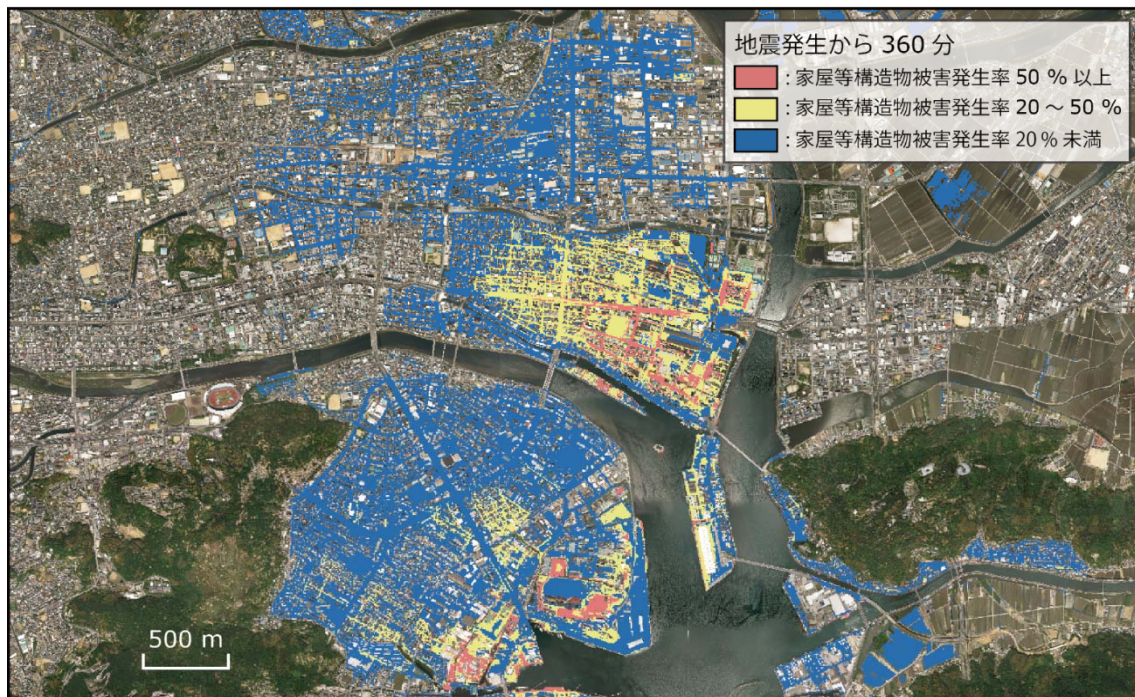 地震発生から 360 分
: 家屋等構造物被害発生率 50 % 以上
: 家屋等構造物被害発生率 20 ～ 50 %
: 家屋等構造物被害発生率 20 % 未満
500 m